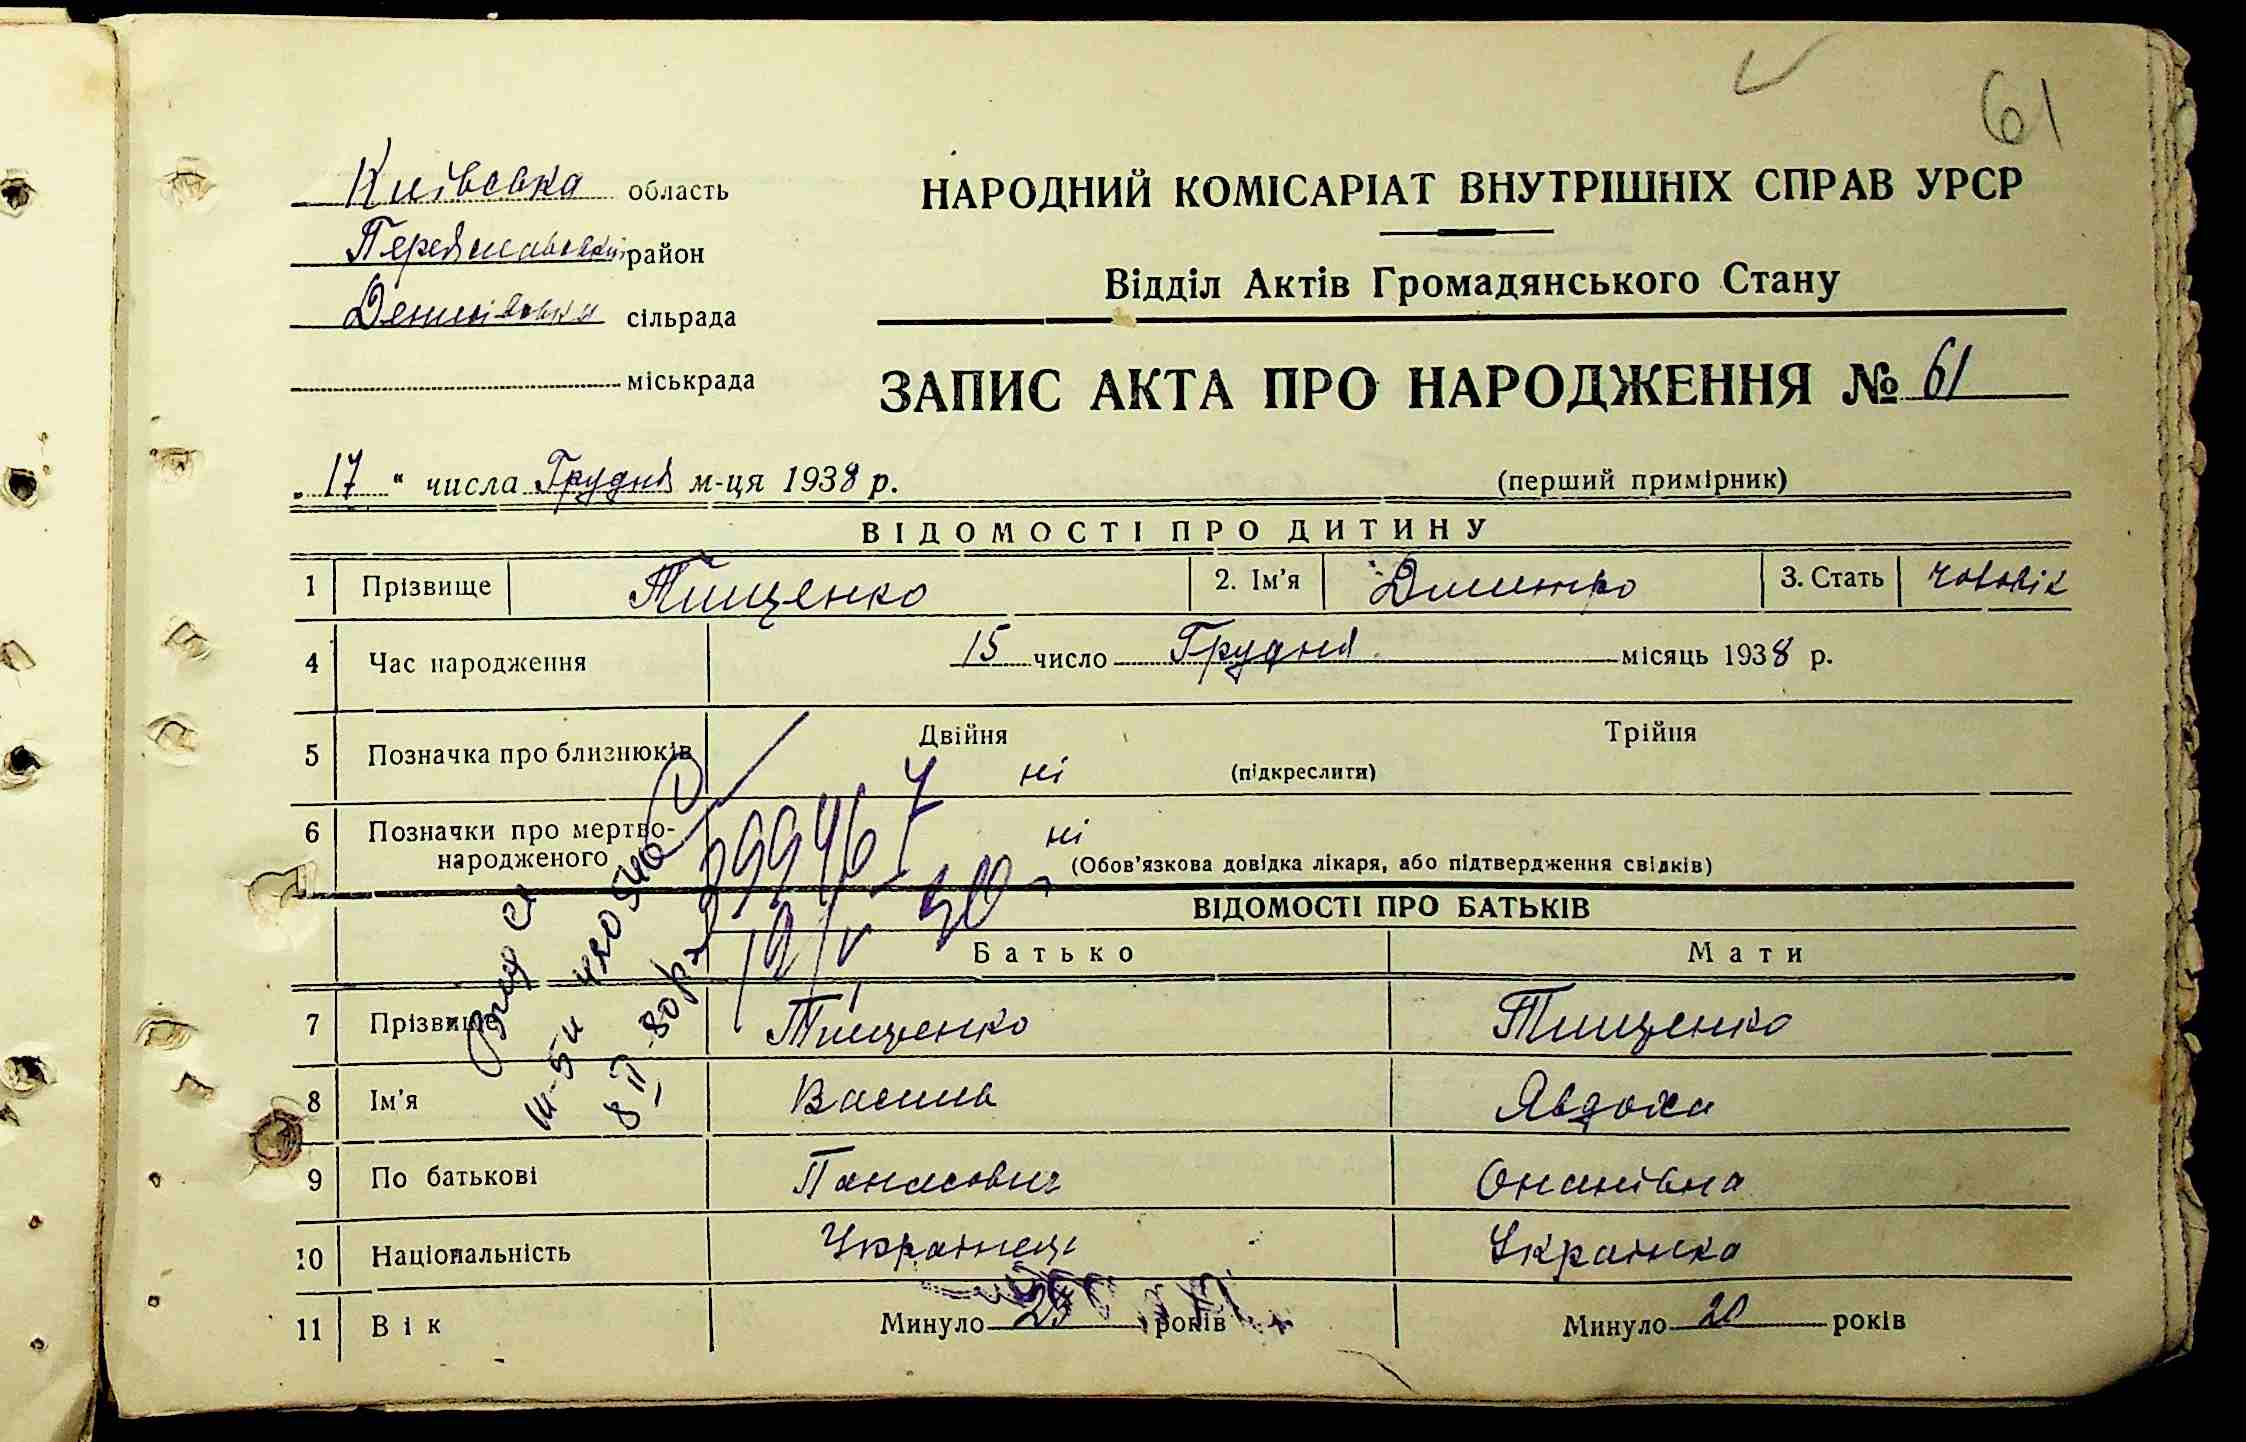 61
Київська область
Переяславський район
Демківська сільрада
міськрада
НАРОДНИЙ КОМІСАРІАТ ВНУТРІШНІХ СПРАВ УРСР
Відділ Актів Громадянського Стану
ЗАПИС АКТА ПРО НАРОДЖЕННЯ № 61
„17“ числа Грудня м-ця 1938 р.
(перший примірник)
ВІДОМОСТІ ПРО ДИТИНУ
1 Прізвище Тищенко 2. Ім'я Дмитро 3. Стать чоловік
4 Час народження 15 число Грудня місяць 1938 р.
5 Позначка про близнюків Двійня ні (підкреслити) Трійня
6 Позначки про мертво-
народженого ні
(Обов'язкова довідка лікаря, або підтвердження свідків)
ВІДОМОСТІ ПРО БАТЬКІВ
Батько Мати
7 Прізвище Тищенко Тищенко
8 Ім'я Василь Явдоха
9 По батькові Панасович Онанівна
10 Національність Українець Українка
11 Вік Минуло 25 років Минуло 20 років